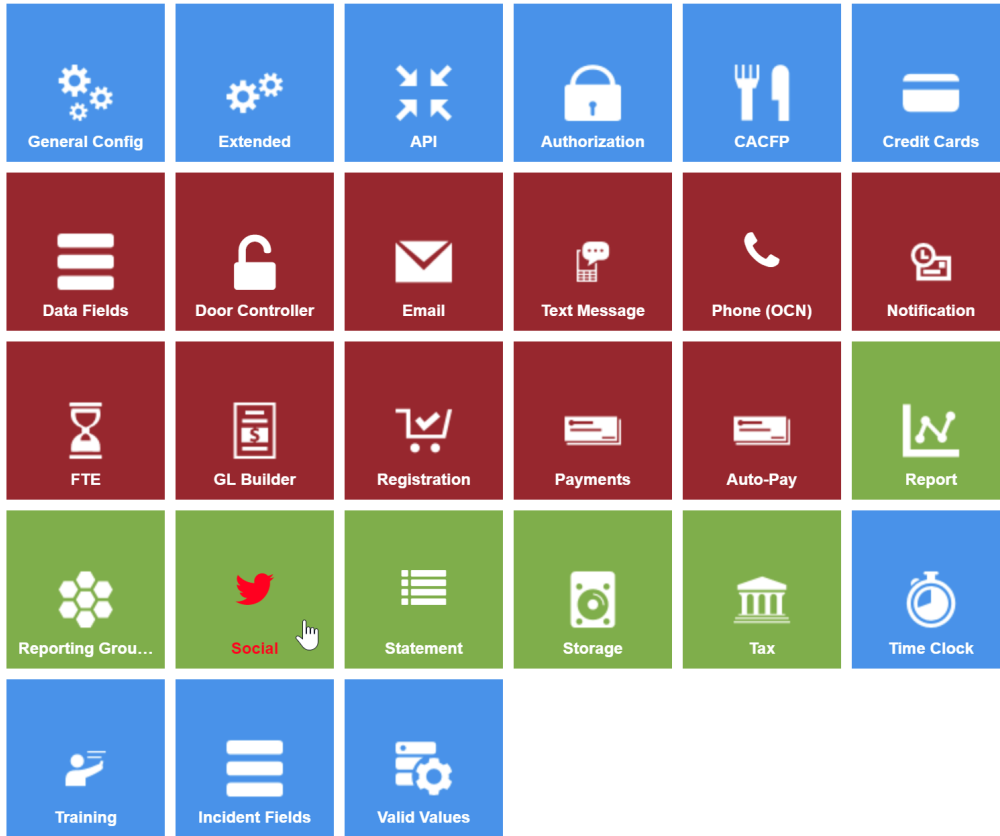 General Config
Extended
API
Authorization
CACFP
Credit Cards
Data Fields
Door Controller
Email
Text Message
Phone (OCN)
Notification
FTE
GL Builder
Registration
Payments
Auto-Pay
Report
Reporting Grou...
Social
Statement
Storage
Tax
Time Clock
Training
Incident Fields
Valid Values